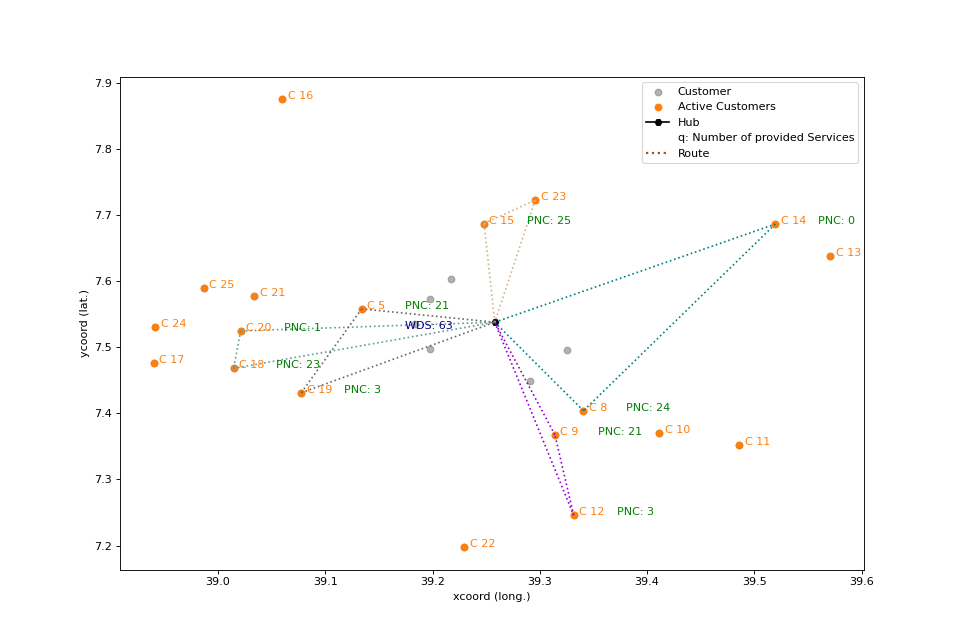 7.9
7.8
7.7
7.6
7.5
7.4
7.3
7.2
ycoord (lat.)
39.0
39.1
39.2
39.3
39.4
39.5
39.6
xcoord (long.)
Customer
Active Customers
Hub
q: Number of provided Services
Route
C 16
C 23
C 15 PNC: 25
C 14 PNC: 0
C 13
C 25
C 21
C 5 PNC: 21
C 24
C 20 PNC: 1
WDS: 63
C 17
C 18 PNC: 23
C 19 PNC: 3
C 8 PNC: 24
C 9 PNC: 21
C 10
C 11
C 12 PNC: 3
C 22